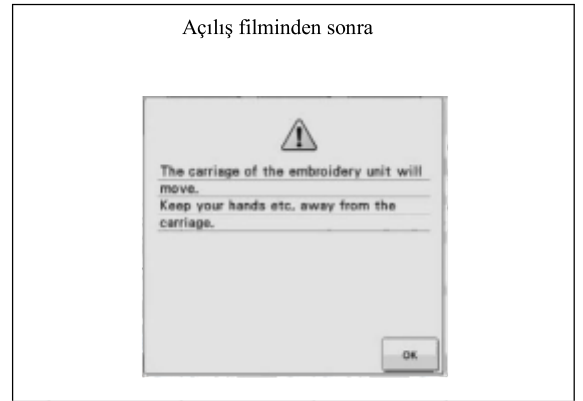 Açılış filminden sonra
The carriage of the embroidery unit will
move.
Keep your hands etc. away from the
carriage.
OK